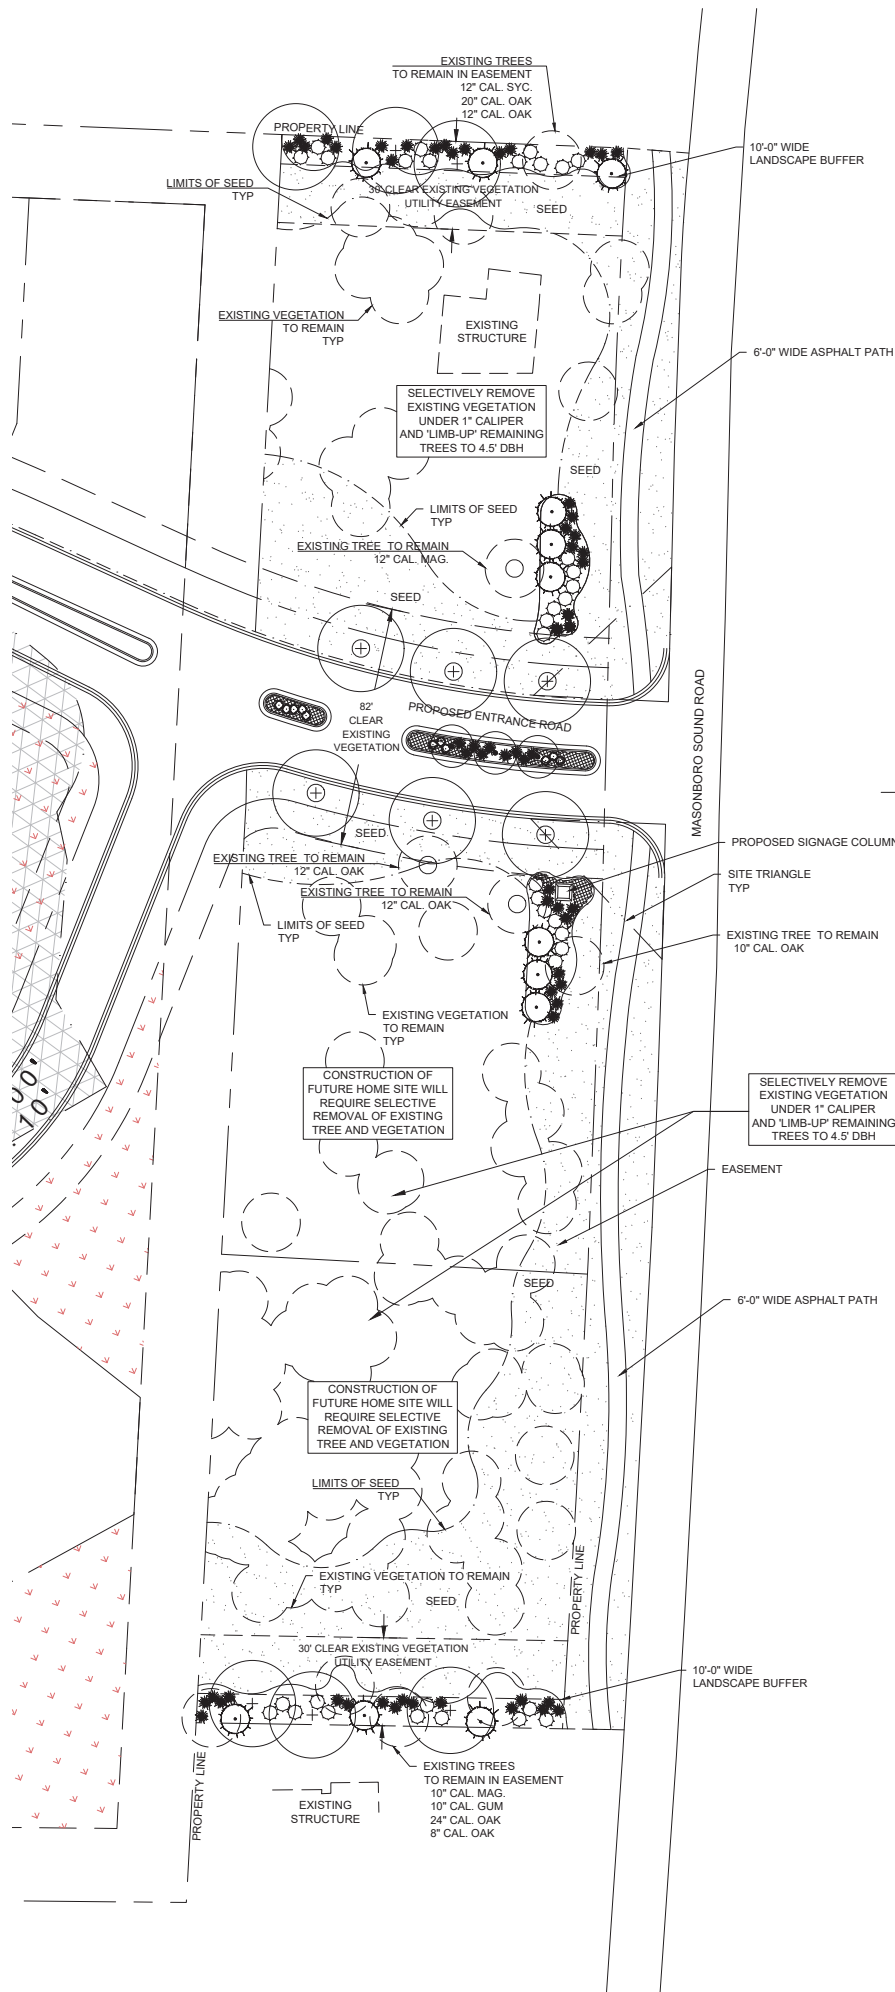 EXISTING TREES
TO REMAIN IN EASEMENT
12" CAL. SYC.
20" CAL. OAK
12" CAL. OAK
PROPERTY LINE
10'-0" WIDE
LANDSCAPE BUFFER
LIMITS OF SEED
TYP
30' CLEAR EXISTING VEGETATION
UTILITY EASEMENT
SEED
EXISTING VEGETATION
TO REMAIN
TYP
EXISTING
STRUCTURE
6'-0" WIDE ASPHALT PATH
SELECTIVELY REMOVE
EXISTING VEGETATION
UNDER 1" CALIPER
AND 'LIMB-UP' REMAINING
TREES TO 4.5' DBH
SEED
LIMITS OF SEED
TYP
EXISTING TREE TO REMAIN
12" CAL. MAG.
SEED
82'
CLEAR
EXISTING
VEGETATION
PROPOSED ENTRANCE ROAD
MASONBORO SOUND ROAD
SEED
PROPOSED SIGNAGE COLUMN
EXISTING TREE TO REMAIN
12" CAL. OAK
SITE TRIANGLE
TYP
EXISTING TREE TO REMAIN
12" CAL. OAK
LIMITS OF SEED
TYP
EXISTING TREE TO REMAIN
10" CAL. OAK
EXISTING VEGETATION
TO REMAIN
TYP
00'
10'
CONSTRUCTION OF
FUTURE HOME SITE WILL
REQUIRE SELECTIVE
REMOVAL OF EXISTING
TREE AND VEGETATION
SELECTIVELY REMOVE
EXISTING VEGETATION
UNDER 1" CALIPER
AND 'LIMB-UP' REMAINING
TREES TO 4.5' DBH
EASEMENT
SEED
6'-0" WIDE ASPHALT PATH
CONSTRUCTION OF
FUTURE HOME SITE WILL
REQUIRE SELECTIVE
REMOVAL OF EXISTING
TREE AND VEGETATION
LIMITS OF SEED
TYP
PROPERTY LINE
EXISTING VEGETATION TO REMAIN
TYP
SEED
30' CLEAR EXISTING VEGETATION
UTILITY EASEMENT
10'-0" WIDE
LANDSCAPE BUFFER
PROPERTY LINE
EXISTING
STRUCTURE
EXISTING TREES
TO REMAIN IN EASEMENT
10" CAL. MAG.
10" CAL. GUM
24" CAL. OAK
8" CAL. OAK